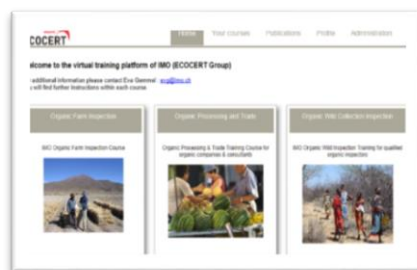 COCERT
Home Your courses Publications Profile Administration
elcome to the virtual training platform of IMO (ECOCERT Group)
additional information please contact Eva Gemmel
will find further instructions within each course
Organic Farm Inspection
Organic Processing and Trade
Organic Wild Collection Inspection
IMO Organic Farm Inspection Course
Organic Processing & Trade Training Course for
organic companies & consultants
IMO Organic Wild Inspection Training for qualified
organic inspectors